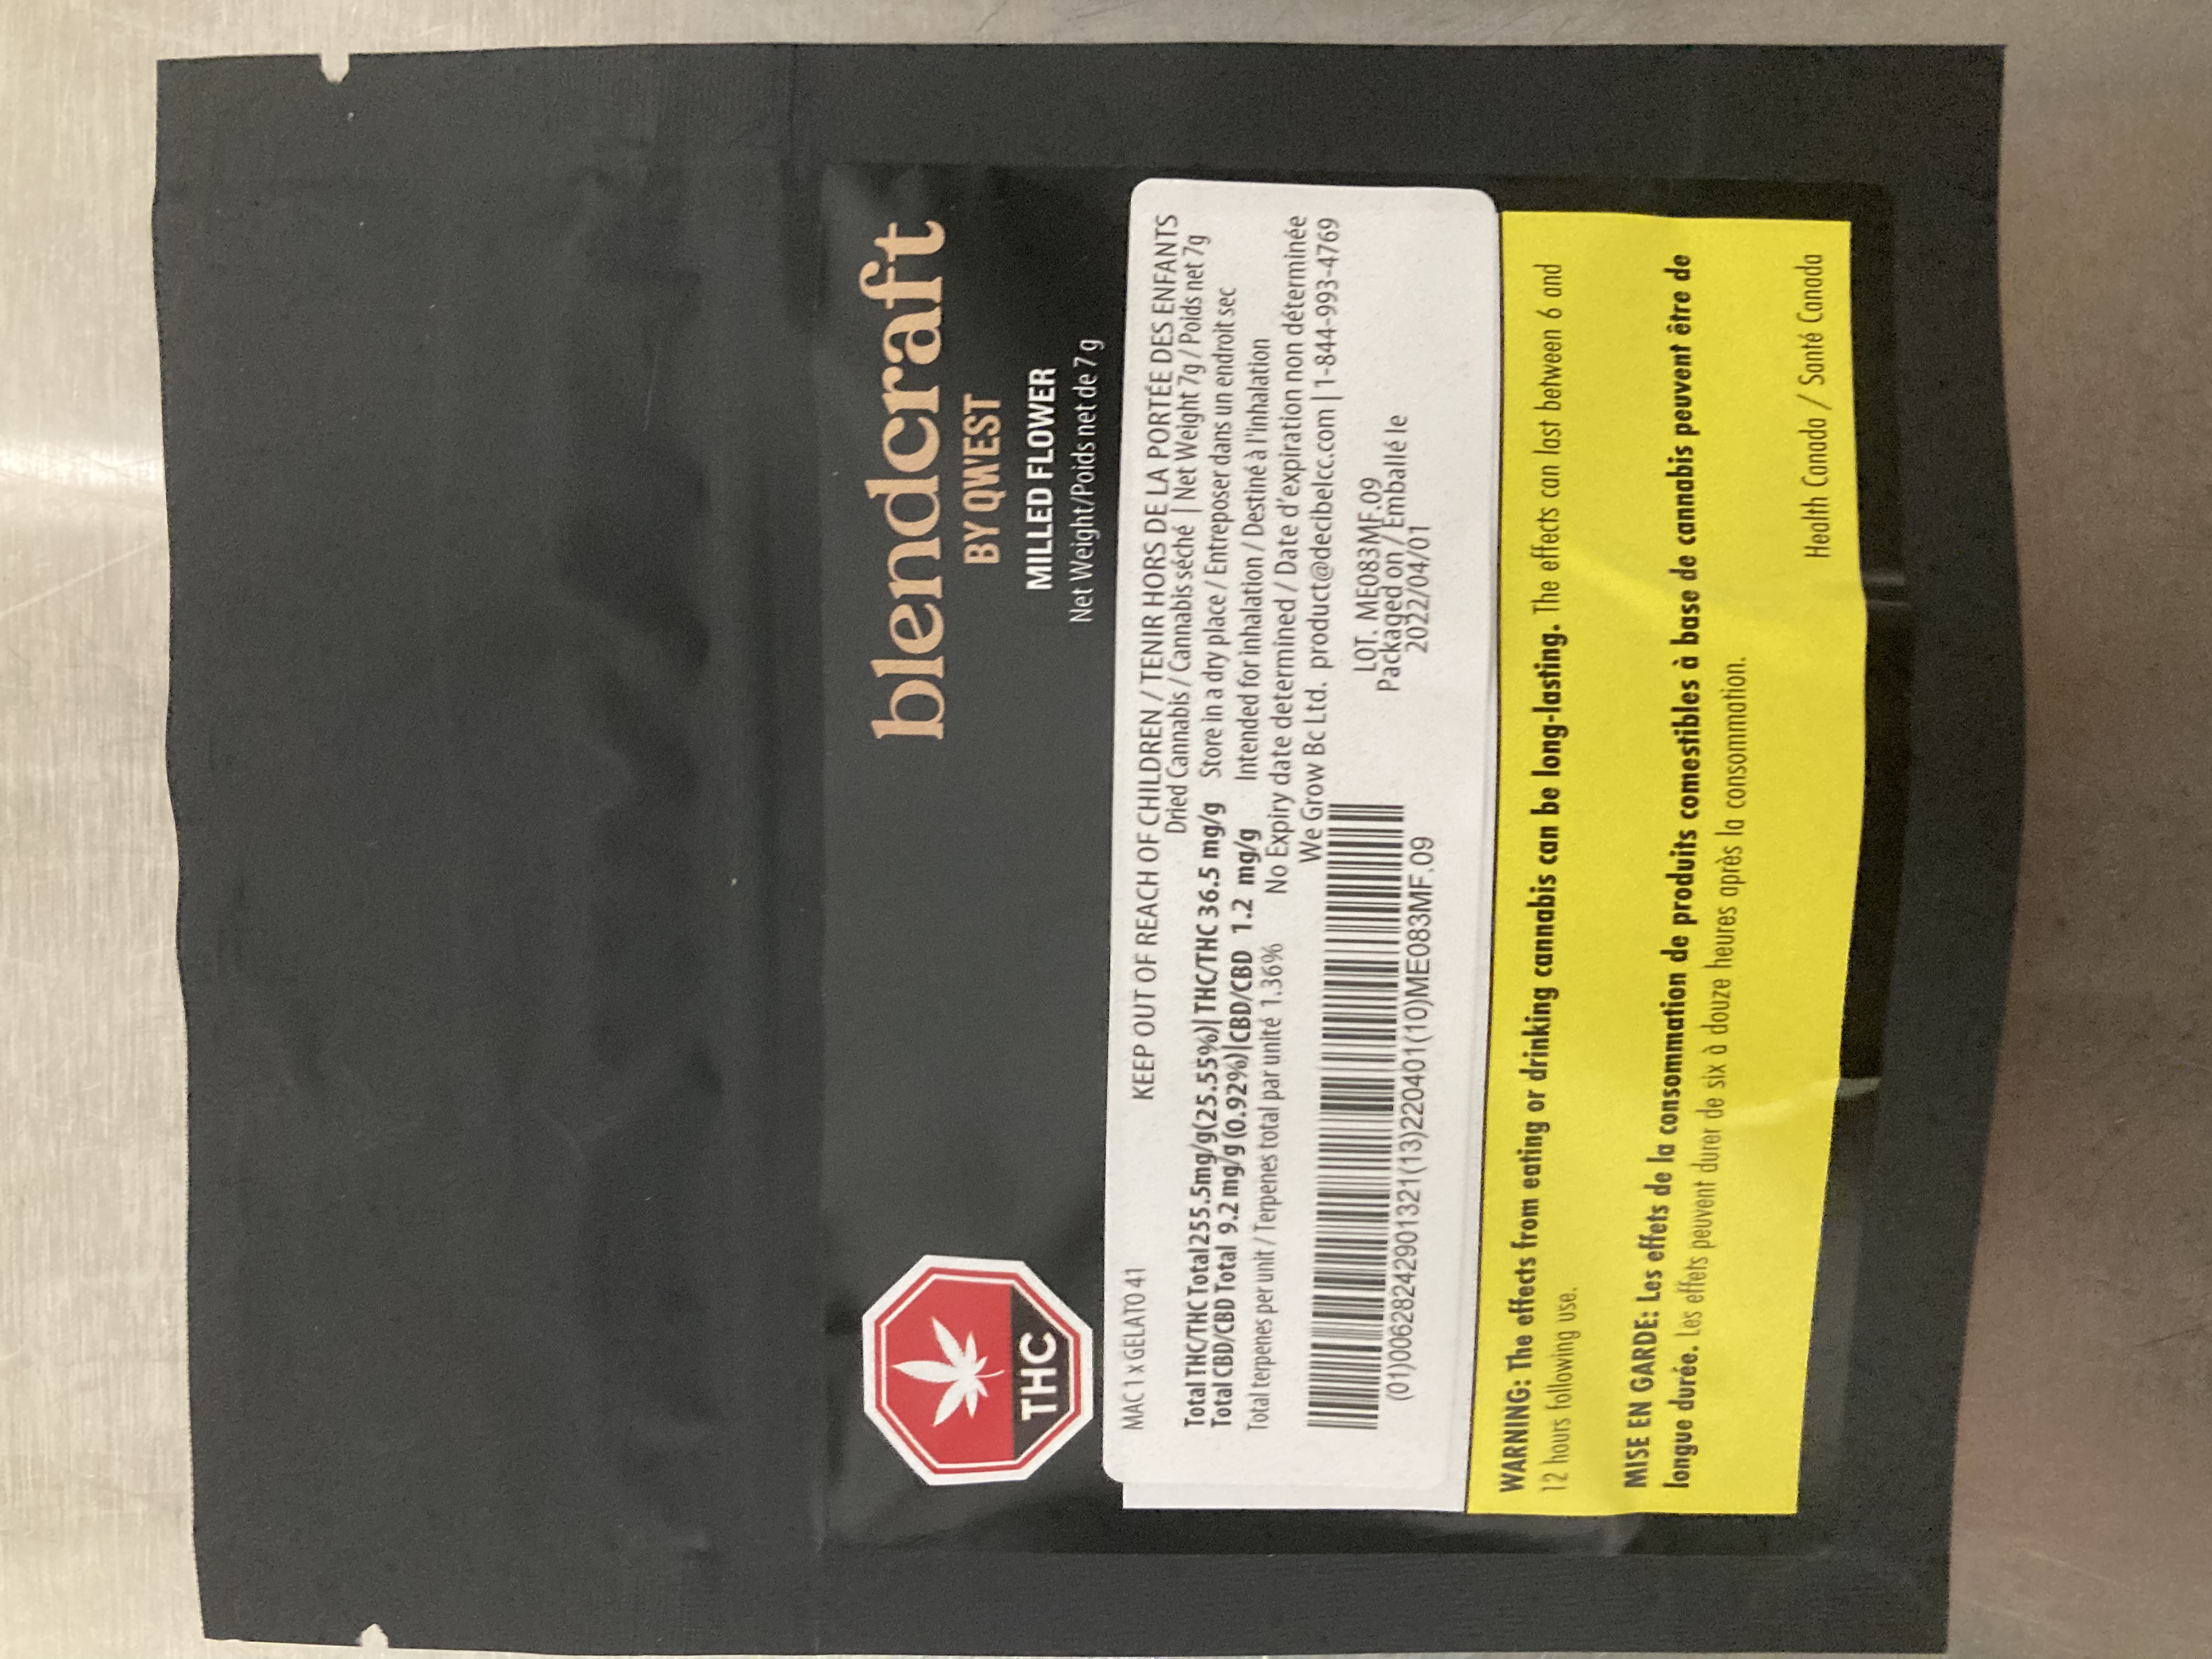 blendcraft
BY QWEST
MILLED FLOWER
Net Weight/Poids net de 7 g
THC
MAC 1 x GELATO 41
KEEP OUT OF REACH OF CHILDREN / TENIR HORS DE LA PORTÉE DES ENFANTS
Dried Cannabis / Cannabis séché | Net Weight 7g / Poids net 7g
Total THC/THC Total 255.5mg/g(25.55%)| THC/THC 36.5 mg/g
Store in a dry place / Entreposer dans un endroit sec
Total CBD/CBD Total 9.2 mg/g (0.92%)|CBD/CBD 1.2 mg/g
Intended for inhalation / Destiné à l'inhalation
Total terpenes per unit / Terpenes total par unité 1.36%
No Expiry date determined / Date d'expiration non déterminée
We Grow Bc Ltd. product@decibelcc.com | 1-844-993-4769
(01)00628242901321(13)220401(10)ME083MF.09
LOT. ME083MF.09
Packaged on / Emballé le
2022/04/01
WARNING: The effects from eating or drinking cannabis can be long-lasting. The effects can last between 6 and
12 hours following use.
MISE EN GARDE: Les effets de la consommation de produits comestibles à base de cannabis peuvent être de
longue durée. Les effets peuvent durer de six à douze heures après la consommation.
Health Canada / Santé Canada